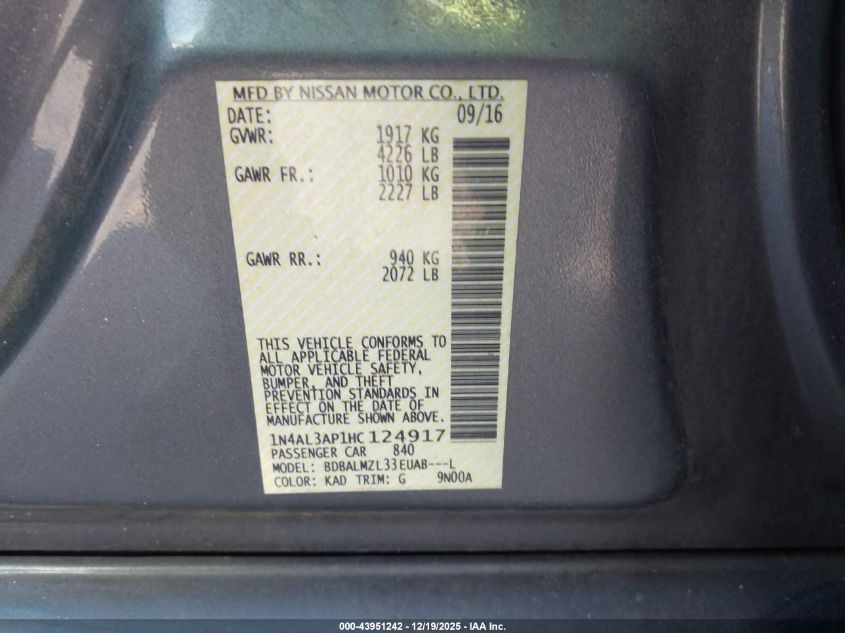 MFD BY NISSAN MOTOR CO., LTD.
DATE: 09/16
GVWR: 1917 KG
4226 LB
GAWR FR.: 1010 KG
2227 LB
GAWR RR.: 940 KG
2072 LB
THIS VEHICLE CONFORMS TO
ALL APPLICABLE FEDERAL
MOTOR VEHICLE SAFETY,
BUMPER, AND THEFT
PREVENTION STANDARDS IN
EFFECT ON THE DATE OF
MANUFACTURE SHOWN ABOVE.
1N4AL3AP1HC124917
PASSENGER CAR 840
MODEL: BDBALMZL33EUAB---L
COLOR: KAD TRIM: G 9N00A
000-43951242 - 12/19/2025 - IAA Inc.